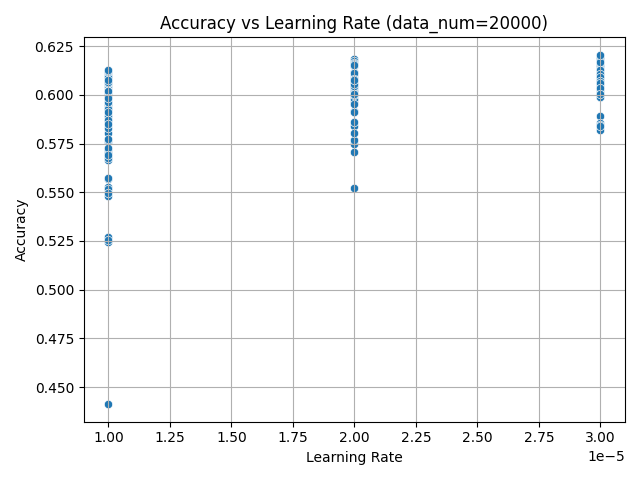 Accuracy vs Learning Rate (data_num=20000)
0.625
0.600
0.575
0.550
0.525
0.500
0.475
0.450
Accuracy
1.00 1.25 1.50 1.75 2.00 2.25 2.50 2.75 3.00
Learning Rate
1e−5